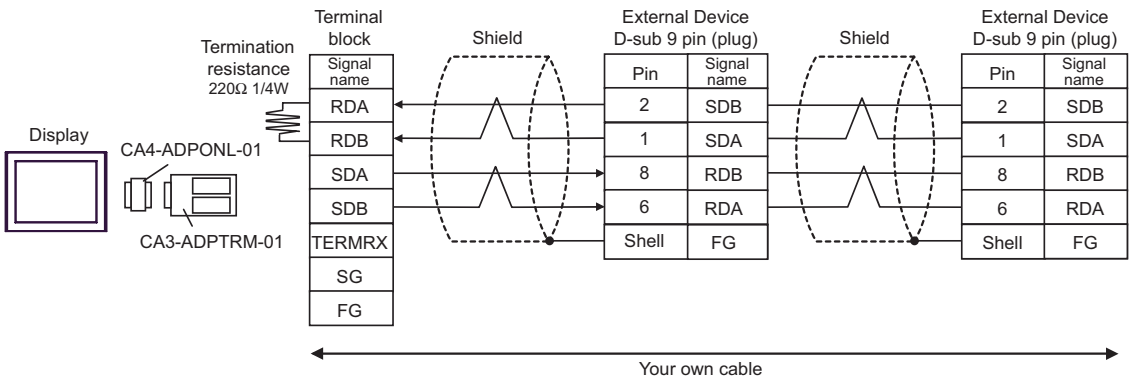 Display
CA4-ADPONL-01
CA3-ADPTRM-01
Termination
resistance
220Ω 1/4W
Terminal
block
Signal
name
RDA
RDB
SDA
SDB
TERMRX
SG
FG
Shield
External Device
D-sub 9 pin (plug)
Pin Signal
name
2 SDB
1 SDA
8 RDB
6 RDA
Shell FG
Shield
External Device
D-sub 9 pin (plug)
Pin Signal
name
2 SDB
1 SDA
8 RDB
6 RDA
Shell FG
Your own cable